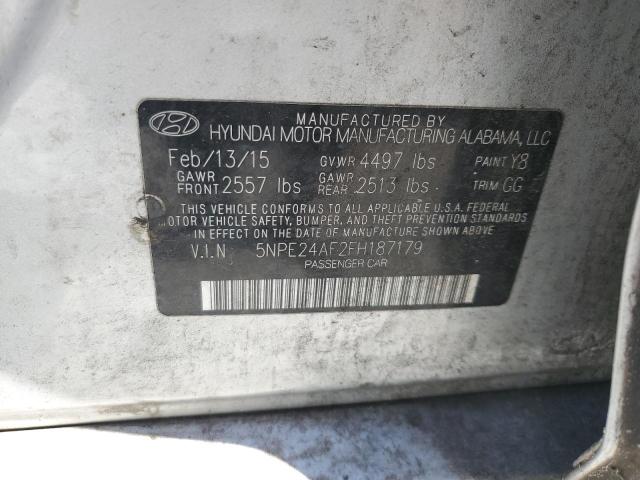 MANUFACTURED BY
HYUNDAI MOTOR MANUFACTURING ALABAMA, LLC
Feb/13/15 GVWR 4497 lbs PAINT Y8
GAWR FRONT 2557 lbs GAWR REAR 2513 lbs TRIM GG
THIS VEHICLE CONFORMS TO ALL APPLICABLE U.S.A. FEDERAL
MOTOR VEHICLE SAFETY, BUMPER, AND THEFT PREVENTION STANDARDS
IN EFFECT ON THE DATE OF MANUFACTURE SHOWN ABOVE
V.I.N 5NPE24AF2FH187179
PASSENGER CAR